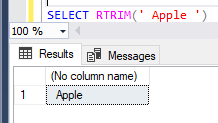 SELECT RTRIM(' Apple ')
100 %
Results Messages
(No column name)
1 Apple